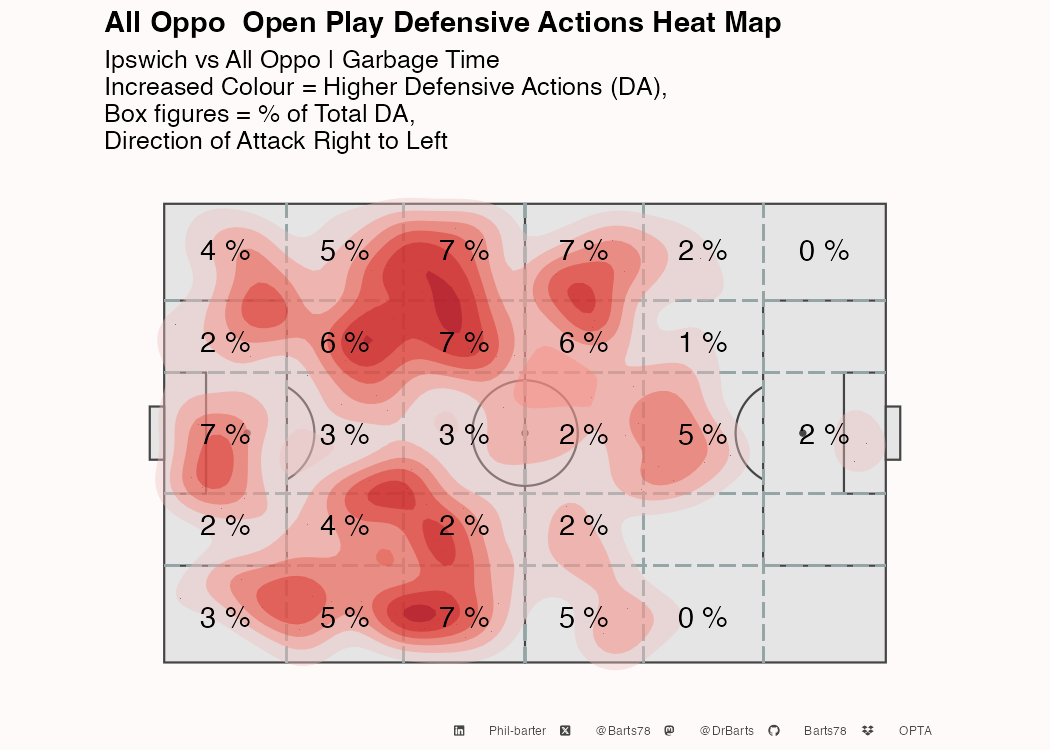 All Oppo  Open Play Defensive Actions Heat Map
Ipswich vs All Oppo | Garbage Time
Increased Colour = Higher Defensive Actions (DA),
Box figures = % of Total DA,
Direction of Attack Right to Left
4 % 5 % 7 % 7 % 2 % 0 %
2 % 6 % 7 % 6 % 1 %
7 % 3 % 3 % 2 % 5 % 2 %
2 % 4 % 2 % 2 %
3 % 5 % 7 % 5 % 0 %
Phil-barter @Barts78 @DrBarts Barts78 OPTA